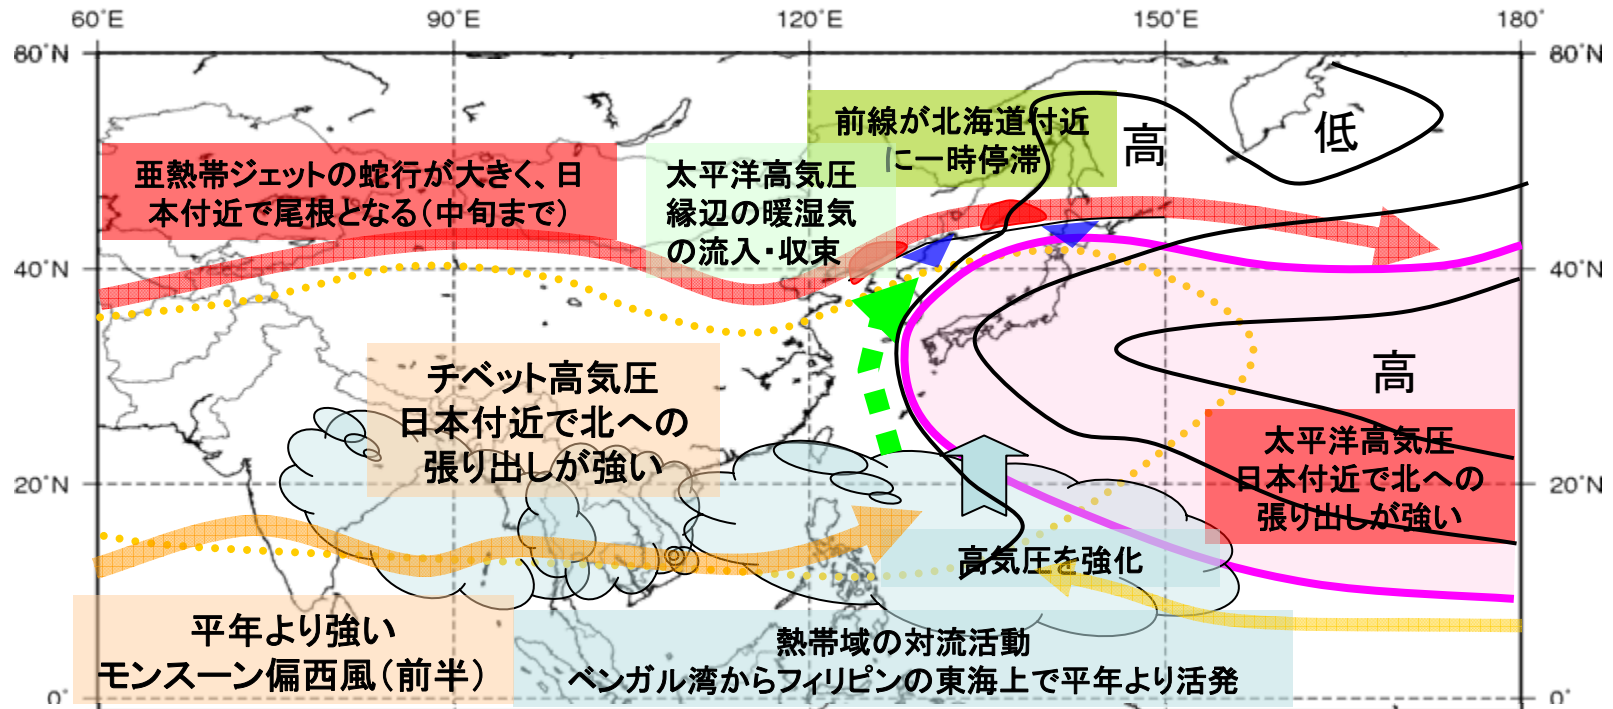 60°E 90°E 120°E 150°E 180°
60°N 60°N
前線が北海道付近
に一時停滞
高
低
亜熱帯ジェットの蛇行が大きく、日
本付近で尾根となる(中旬まで)
太平洋高気圧
縁辺の暖湿気
の流入・収束
40°N 40°N
チベット高気圧
日本付近で北への
張り出しが強い
高
太平洋高気圧
日本付近で北への
張り出しが強い
20°N 20°N
高気圧を強化
平年より強い
モンスーン偏西風(前半)
熱帯域の対流活動
ベンガル湾からフィリピンの東海上で平年より活発
0° 0°